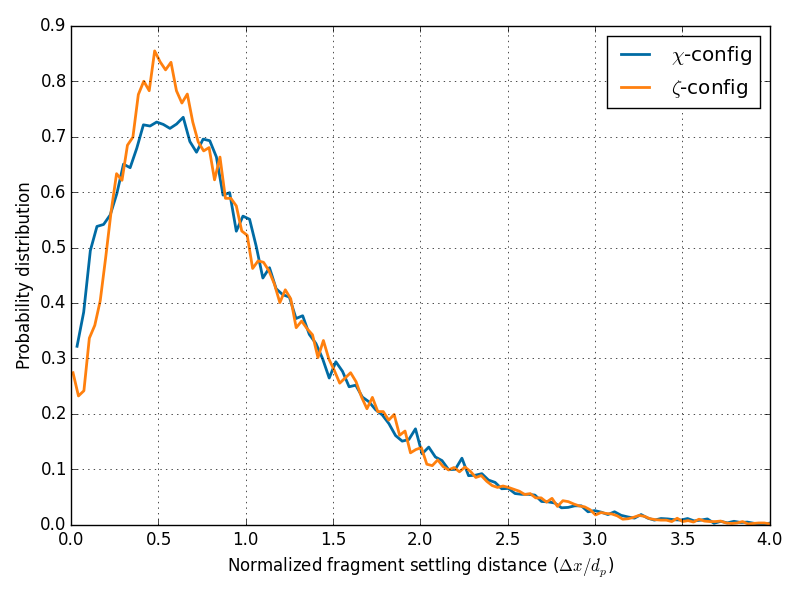 0.9
0.8
0.7
0.6
0.5
0.4
0.3
0.2
0.1
0.0
Probability distribution
χ-config
ζ-config
0.0 0.5 1.0 1.5 2.0 2.5 3.0 3.5 4.0
Normalized fragment settling distance (Δx/d_p)